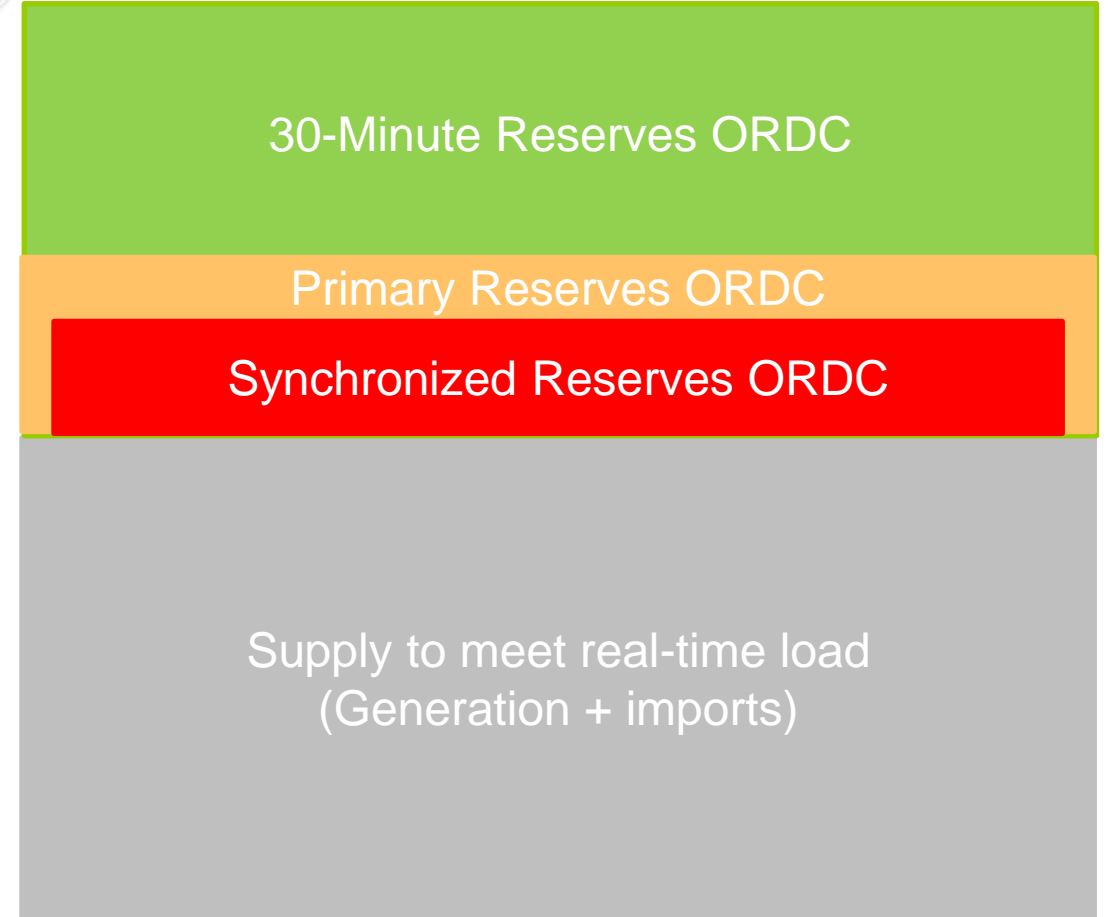 30-Minute Reserves ORDC
Primary Reserves ORDC
Synchronized Reserves ORDC
Supply to meet real-time load
(Generation + imports)